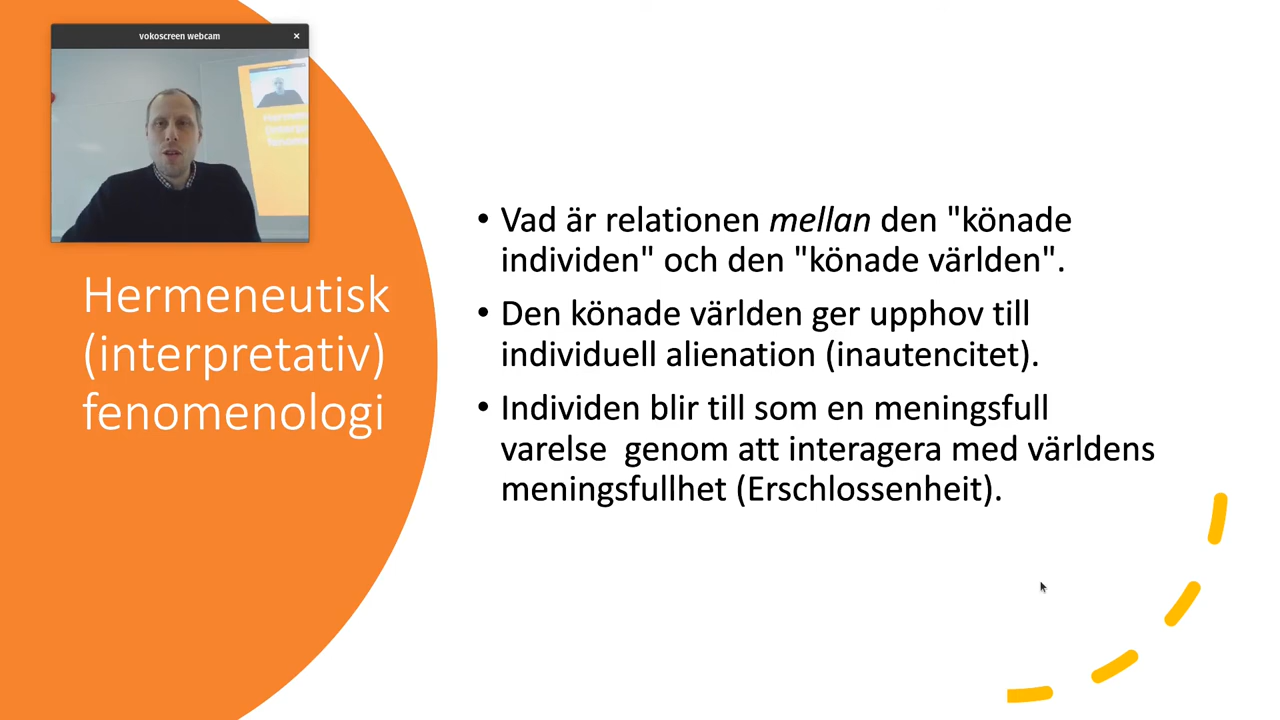 vokoscreen webcam
Hermeneutisk
(interpretativ)
fenomenologi
• Vad är relationen mellan den "könade
individen" och den "könade världen".
• Den könade världen ger upphov till
individuell alienation (inautencitet).
• Individen blir till som en meningsfull
varelse  genom att interagera med världens
meningsfullhet (Erschlossenheit).